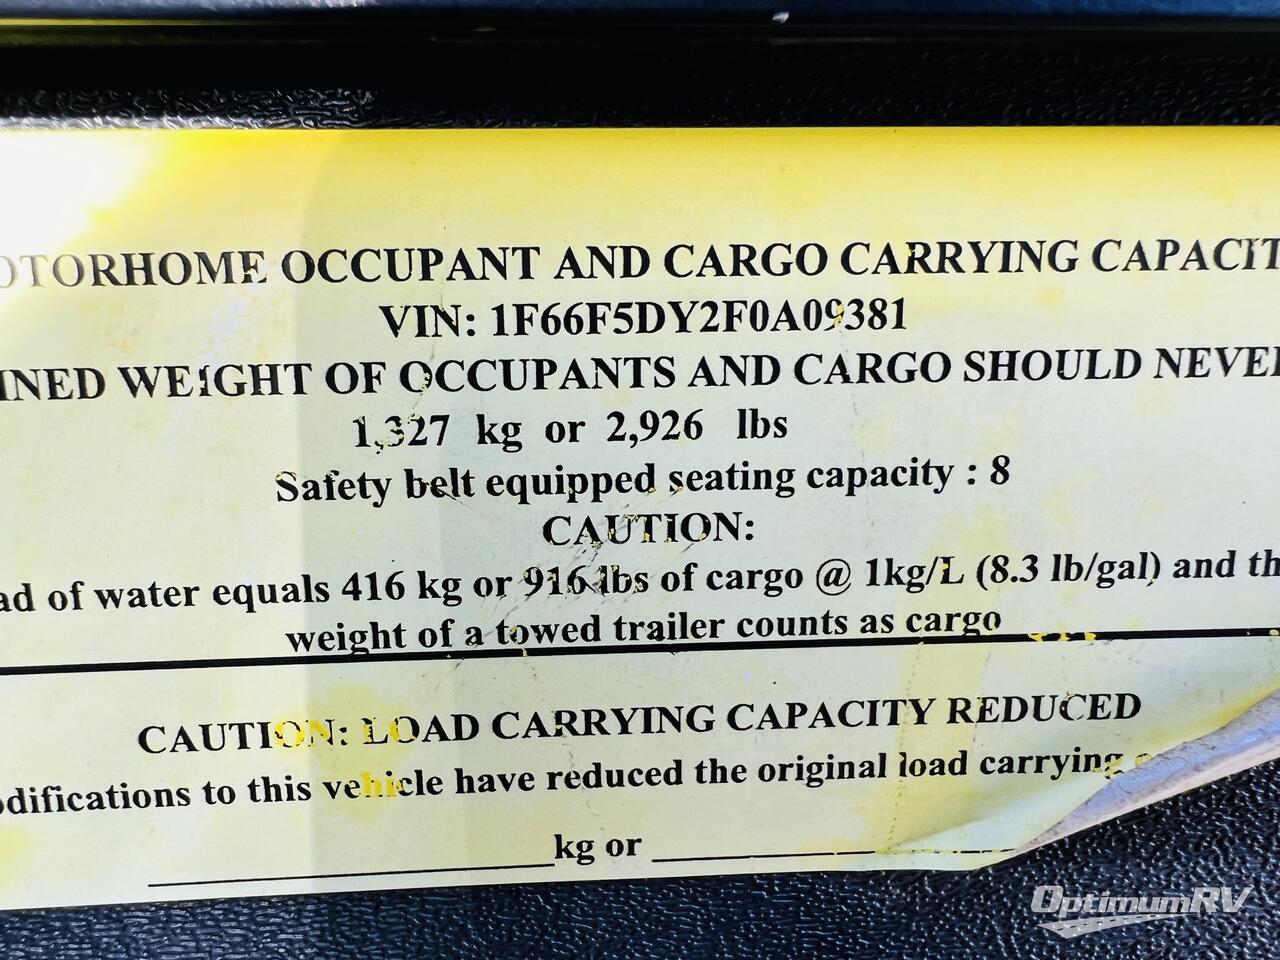 OTORHOME OCCUPANT AND CARGO CARRYING CAPACIT
VIN: 1F66F5DY2F0A09381
INED WEIGHT OF OCCUPANTS AND CARGO SHOULD NEVE
1,327 kg or 2,926 lbs
Safety belt equipped seating capacity : 8
CAUTION:
ad of water equals 416 kg or 916 lbs of cargo @ 1kg/L (8.3 lb/gal) and th
weight of a towed trailer counts as cargo
CAUTION: LOAD CARRYING CAPACITY REDUCED
odifications to this vehicle have reduced the original load carrying
kg or
OptimumRV